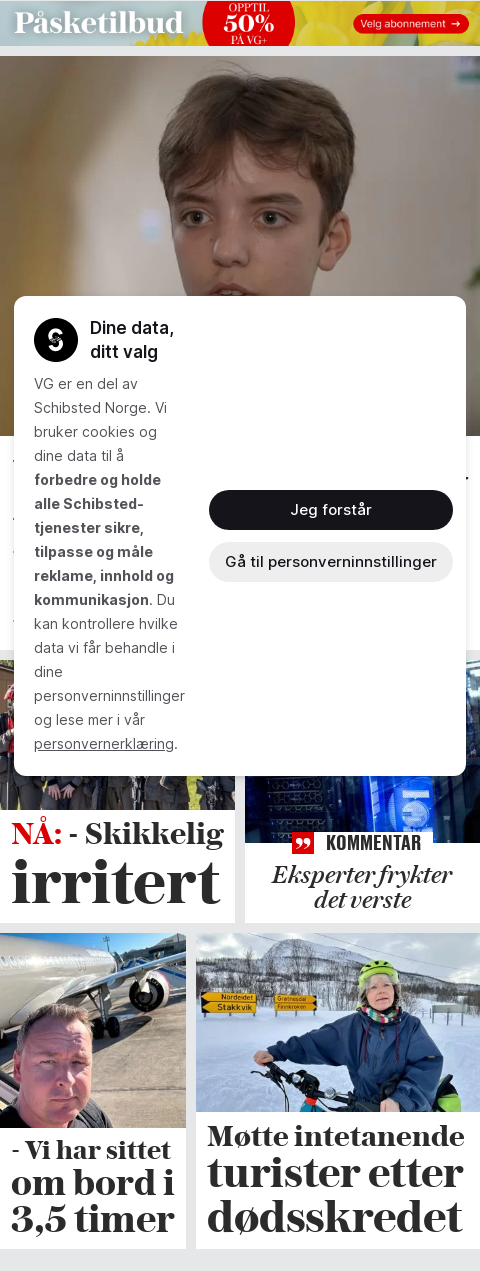 Påsketilbud
OPPTIL
50%
PÅ VG+
Velg abonnement →
Dine data,
ditt valg
VG er en del av
Schibsted Norge. Vi
bruker cookies og
dine data til å
forbedre og holde
alle Schibsted-
tjenester sikre,
tilpasse og måle
reklame, innhold og
kommunikasjon. Du
kan kontrollere hvilke
data vi får behandle i
dine
personverninnstillinger
og lese mer i vår
personvernerklæring.
Jeg forstår
Gå til personverninnstillinger
NÅ: - Skikkelig
irritert
KOMMENTAR
Eksperter frykter
det verste
Nordeidet
Stakkvik
Grøtnesdal
Finnkroken
- Vi har sittet
om bord i
3,5 timer
Møtte intetanende
turister etter
dødsskredet